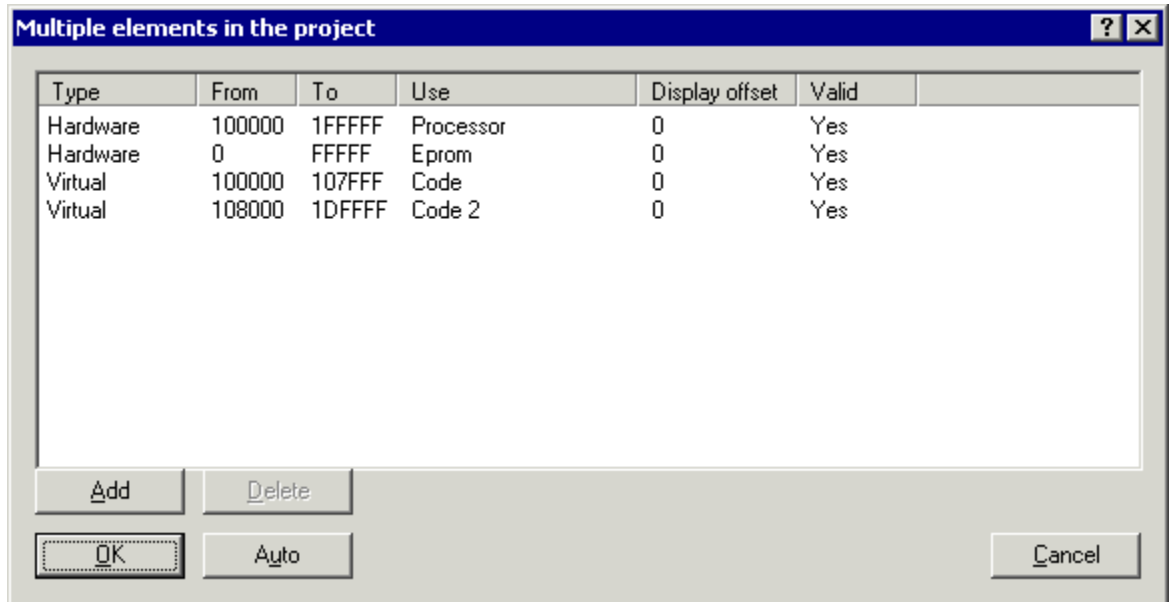 Multiple elements in the project
Type From To Use Display offset Valid
Hardware 100000 1FFFFF Processor 0 Yes
Hardware 0 FFFFF Eprom 0 Yes
Virtual 100000 107FFF Code 0 Yes
Virtual 108000 1DFFFF Code 2 0 Yes
Add Delete
OK Auto Cancel